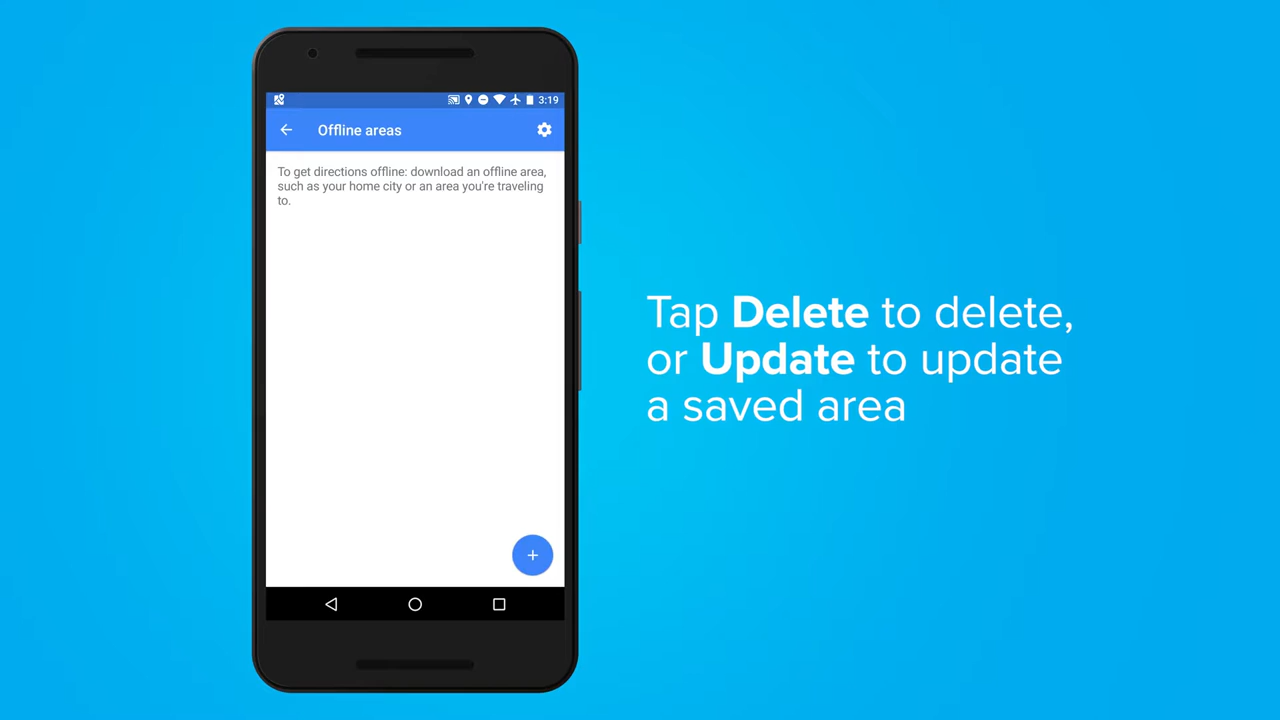 3:19
Offline areas
To get directions offline: download an offline area,
such as your home city or an area you're traveling
to.
Tap Delete to delete,
or Update to update
a saved area